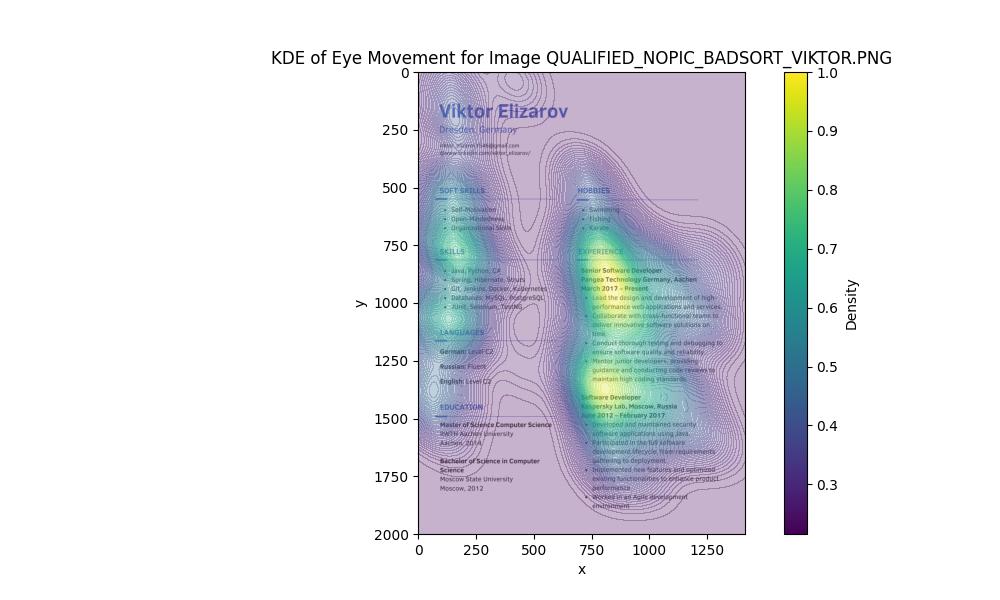 KDE of Eye Movement for Image QUALIFIED_NOPIC_BADSORT_VIKTOR.PNG
Viktor Elizarov
Dresden, Germany
SOFT SKILLS
Self-Motivation
Open-Mindedness
Organizational Skills
SKILLS
Java, Python, C#
Spring, Hibernate, Struts
Git, Jenkins, Docker, Kubernetes
Databases: MySQL, PostgreSQL
JUnit, Selenium, TestNG
LANGUAGES
German: Level C2
Russian: Fluent
English: Level C2
EDUCATION
Master of Science Computer Science
RWTH Aachen University
Aachen, 2014
Bachelor of Science in Computer
Science
Moscow State University
Moscow, 2012
HOBBIES
Swimming
Fishing
Karate
EXPERIENCE
Senior Software Developer
Pangea Technology Germany, Aachen
March 2017 – Present
Lead the design and development of high-
performance web applications and services.
Collaborate with cross-functional teams to
deliver innovative software solutions on
time.
Conduct thorough testing and debugging to
ensure software quality and reliability.
Mentor junior developers, providing
guidance and conducting code reviews to
maintain high coding standards.
Software Developer
Kaspersky Lab, Moscow, Russia
June 2012 – February 2017
Developed and maintained security
software applications using Java.
Participated in the full software
development lifecycle, from requirements
gathering to deployment.
Implemented new features and optimized
existing functionalities to enhance product
performance.
Worked in an Agile development
environment.
0
250
500
750
1000
1250
1500
1750
2000
y
0 250 500 750 1000 1250
x
1.0
0.9
0.8
0.7
0.6
0.5
0.4
0.3
Density